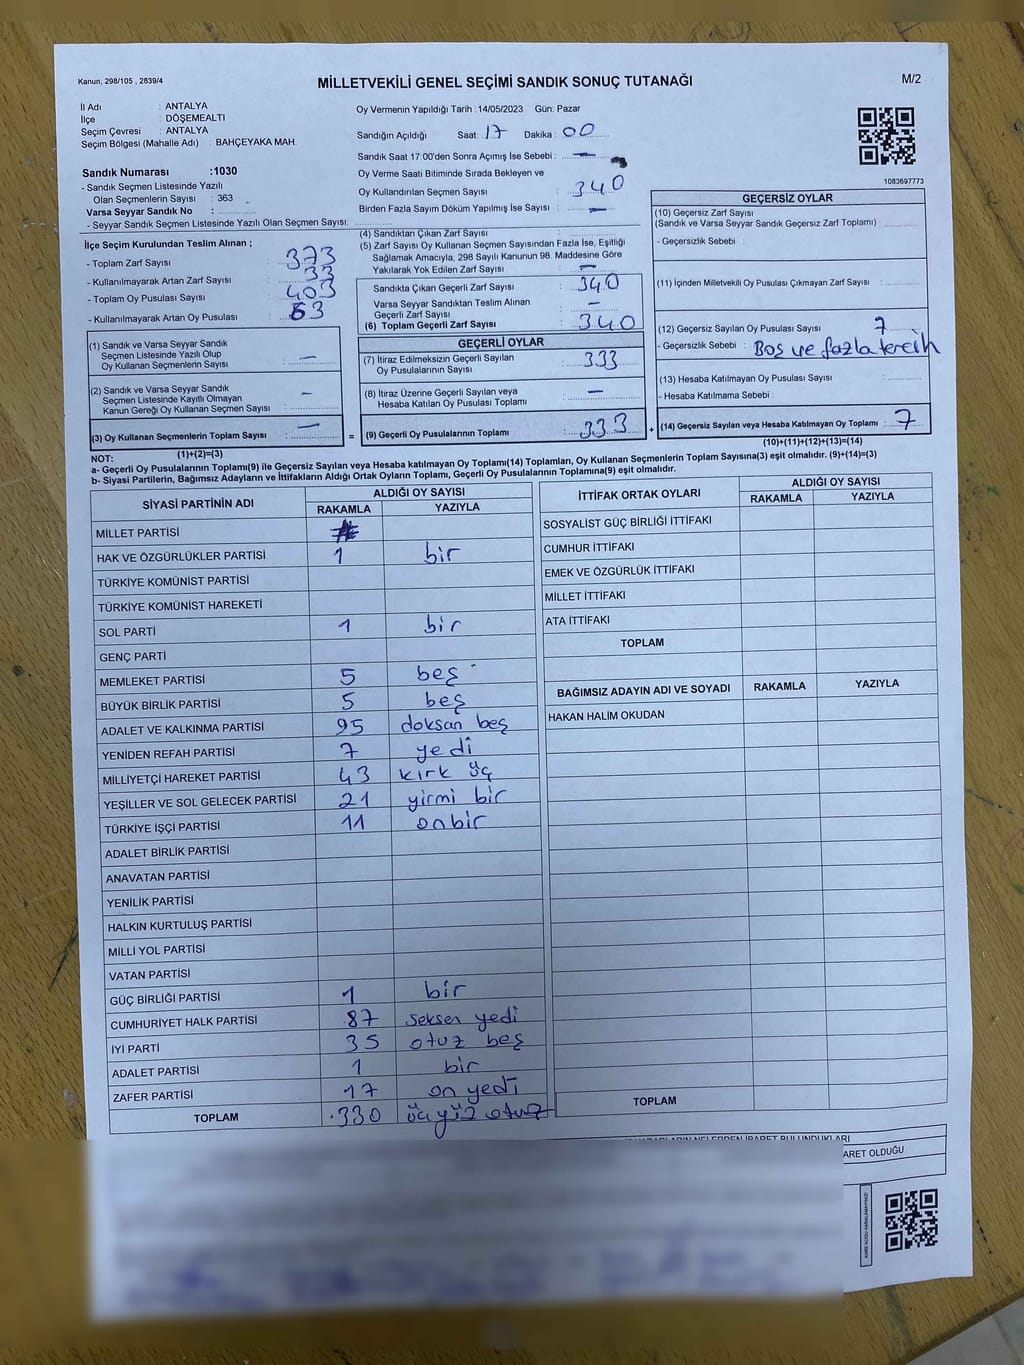 Kanun; 298/105 , 2839/4
MİLLETVEKİLİ GENEL SEÇİMİ SANDIK SONUÇ TUTANAĞI
M/2
İl Adı : ANTALYA
İlçe : DÖŞEMEALTI
Seçim Çevresi : ANTALYA
Seçim Bölgesi (Mahalle Adı) : BAHÇEYAKA MAH.
Sandık Numarası :1030
- Sandık Seçmen Listesinde Yazılı
Olan Seçmenlerin Sayısı : 363
Varsa Seyyar Sandık No :
- Seyyar Sandık Seçmen Listesinde Yazılı Olan Seçmen Sayısı:
Oy Vermenin Yapıldığı Tarih : 14/05/2023 Gün: Pazar
Sandığın Açıldığı Saat: 17 Dakika : 00
Sandık Saat 17:00'den Sonra Açımış İse Sebebi : —
Oy Verme Saati Bitiminde Sırada Bekleyen ve
Oy Kullandırılan Seçmen Sayısı : 340
Birden Fazla Sayım Döküm Yapılmış İse Sayısı : —
1083697773
İlçe Seçim Kurulundan Teslim Alınan ;
- Toplam Zarf Sayısı : 373
- Kullanılmayarak Artan Zarf Sayısı : 33
- Toplam Oy Pusulası Sayısı : 403
- Kullanılmayarak Artan Oy Pusulası : 63
(1) Sandık ve Varsa Seyyar Sandık
Seçmen Listesinde Yazılı Olup
Oy Kullanan Seçmenlerin Sayısı : —
(2) Sandık ve Varsa Seyyar Sandık
Seçmen Listesinde Kayıtlı Olmayan
Kanun Gereği Oy Kullanan Seçmen Sayısı : —
(3) Oy Kullanan Seçmenlerin Toplam Sayısı : —
(1)+(2)=(3)
(4) Sandıktan Çıkan Zarf Sayısı :
(5) Zarf Sayısı Oy Kullanan Seçmen Sayısından Fazla İse, Eşitliği
Sağlamak Amacıyla, 298 Sayılı Kanunun 98. Maddesine Göre
Yakılarak Yok Edilen Zarf Sayısı : —
Sandıkta Çıkan Geçerli Zarf Sayısı : 340
Varsa Seyyar Sandıktan Teslim Alınan
Geçerli Zarf Sayısı : —
(6) Toplam Geçerli Zarf Sayısı : 340
GEÇERLİ OYLAR
(7) İtiraz Edilmeksizin Geçerli Sayılan
Oy Pusulalarının Sayısı : 333
(8) İtiraz Üzerine Geçerli Sayılan veya
Hesaba Katılan Oy Pusulası Toplamı : —
= (9) Geçerli Oy Pusulalarının Toplamı : 333 +
GEÇERSİZ OYLAR
(10) Geçersiz Zarf Sayısı
(Sandık ve Varsa Seyyar Sandık Geçersiz Zarf Toplamı) :
- Geçersizlik Sebebi :
(11) İçinden Milletvekili Oy Pusulası Çıkmayan Zarf Sayısı :
(12) Geçersiz Sayılan Oy Pusulası Sayısı : 7
- Geçersizlik Sebebi : Boş ve fazla tercih
(13) Hesaba Katılmayan Oy Pusulası Sayısı :
- Hesaba Katılmama Sebebi :
(14) Geçersiz Sayılan veya Hesaba Katılmayan Oy Toplamı : 7
(10)+(11)+(12)+(13)=(14)
NOT:
a- Geçerli Oy Pusulalarının Toplamı(9) ile Geçersiz Sayılan veya Hesaba katılmayan Oy Toplamı(14) Toplamları, Oy Kullanan Seçmenlerin Toplam Sayısına(3) eşit olmalıdır. (9)+(14)=(3)
b- Siyasi Partilerin, Bağımsız Adayların ve İttifakların Aldığı Ortak Oyların Toplamı, Geçerli Oy Pusulalarının Toplamına(9) eşit olmalıdır.
SİYASİ PARTİNİN ADI ALDIĞI OY SAYISI
RAKAMLA YAZIYLA
MİLLET PARTİSİ
HAK VE ÖZGÜRLÜKLER PARTİSİ 1 bir
TÜRKİYE KOMÜNİST PARTİSİ
TÜRKİYE KOMÜNİST HAREKETİ
SOL PARTİ 1 bir
GENÇ PARTİ
MEMLEKET PARTİSİ 5 beş
BÜYÜK BİRLİK PARTİSİ 5 beş
ADALET VE KALKINMA PARTİSİ 95 doksan beş
YENİDEN REFAH PARTİSİ 7 yedi
MİLLİYETÇİ HAREKET PARTİSİ 43 kırk üç
YEŞİLLER VE SOL GELECEK PARTİSİ 21 yirmi bir
TÜRKİYE İŞÇİ PARTİSİ 11 onbir
ADALET BİRLİK PARTİSİ
ANAVATAN PARTİSİ
YENİLİK PARTİSİ
HALKIN KURTULUŞ PARTİSİ
MİLLİ YOL PARTİSİ
VATAN PARTİSİ
GÜÇ BİRLİĞİ PARTİSİ 1 bir
CUMHURİYET HALK PARTİSİ 87 seksen yedi
İYİ PARTİ 35 otuz beş
ADALET PARTİSİ 1 bir
ZAFER PARTİSİ 17 on yedi
TOPLAM 330 üçyüz otuz
İTTİFAK ORTAK OYLARI ALDIĞI OY SAYISI
RAKAMLA YAZIYLA
SOSYALİST GÜÇ BİRLİĞİ İTTİFAKI
CUMHUR İTTİFAKI
EMEK VE ÖZGÜRLÜK İTTİFAKI
MİLLET İTTİFAKI
ATA İTTİFAKI
TOPLAM
BAĞIMSIZ ADAYIN ADI VE SOYADI RAKAMLA YAZIYLA
HAKAN HALİM OKUDAN
TOPLAM
NELERDEN İBARET BULUNDUKLARI
ARET OLDUĞU